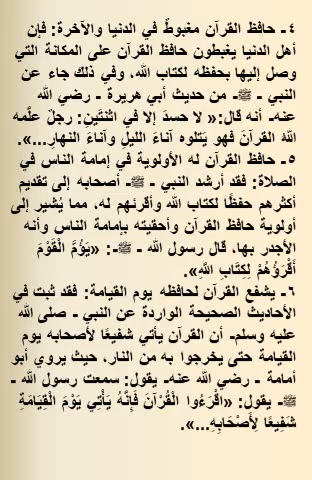 ٤ - حافظ القرآن مغبوطٌ في الدنيا والآخرة: فإن
أهل الدنيا يغبطون حافظ القرآن على المكانة التي
وصل إليها بحفظه لكتاب الله، وفي ذلك جاء عن
النبي - ﷺ- من حديث أبي هريرة - رضي الله
عنه- أنه قال:« لا حسدَ إلا في اثنتَينِ: رجلٌ علَّمه
اللهُ القرآنَ فهو يَتلوه آناءَ الليلِ وآناءَ النهارِ...».
٥ - حافظ القرآن له الأولوية في إمامة الناس في
الصلاة: فقد أرشد النبي - ﷺ- أصحابه إلى تقديم
أكثرهم حفظًا لكتاب الله وأقرئهم له، مما يُشير إلى
أولوية حافظ القرآن وأحقيته بإمامة الناس وأنه
الأجدر بها، قال رسول الله - ﷺ-: «يَؤُمُّ الْقَوْمَ
أَقْرَؤُهُمْ لِكِتَابِ اللهِ».
٦ - يشفع القرآن لحافظه يوم القيامة: فقد ثبت في
الأحاديث الصحيحة الواردة عن النبي - صلى الله
عليه وسلم- أن القرآن يأتي شفيعًا لأصحابه يوم
القيامة حتى يخرجوا به من النار، حيث يروي أبو
أمامة - رضي الله عنه- يقول: سمعت رسول الله -
ﷺ- يقول: «اقْرَءُوا الْقُرْآنَ فَإِنَّهُ يَأْتِي يَوْمَ الْقِيَامَةِ
شَفِيعًا لِأَصْحَابِهِ...».